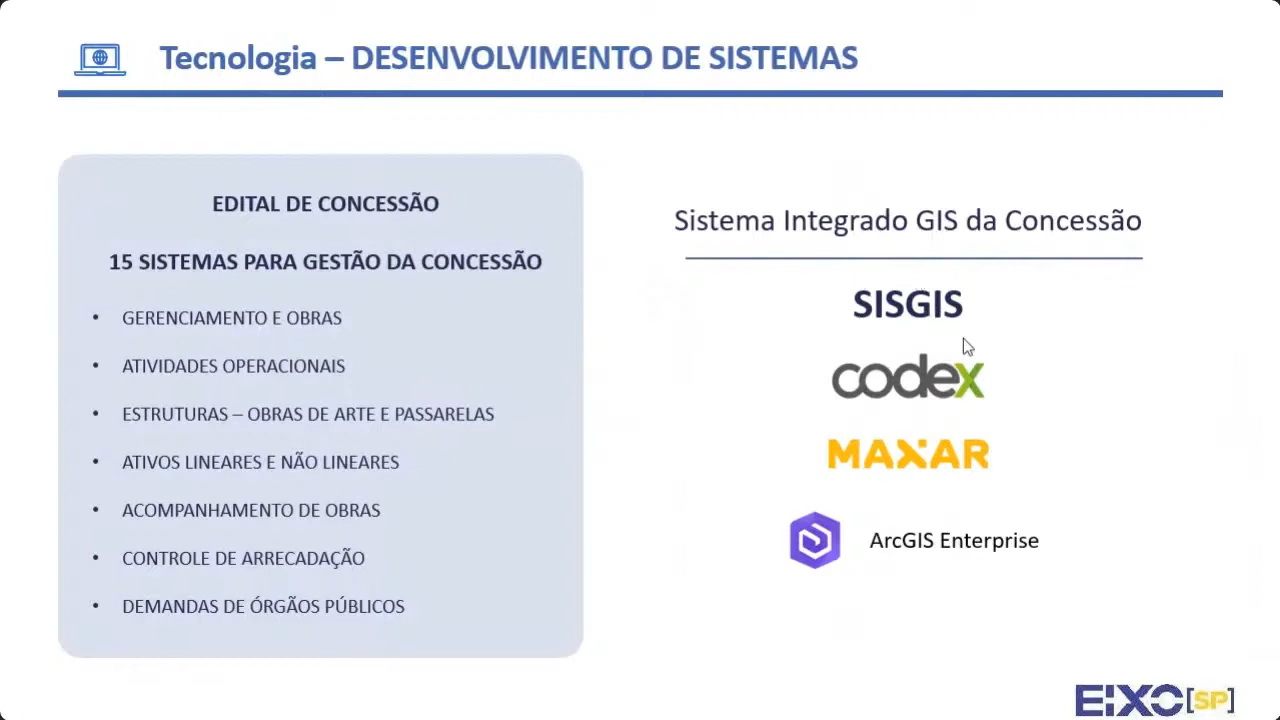 Tecnologia – DESENVOLVIMENTO DE SISTEMAS
EDITAL DE CONCESSÃO
15 SISTEMAS PARA GESTÃO DA CONCESSÃO
• GERENCIAMENTO E OBRAS
• ATIVIDADES OPERACIONAIS
• ESTRUTURAS – OBRAS DE ARTE E PASSARELAS
• ATIVOS LINEARES E NÃO LINEARES
• ACOMPANHAMENTO DE OBRAS
• CONTROLE DE ARRECADAÇÃO
• DEMANDAS DE ÓRGÃOS PÚBLICOS
Sistema Integrado GIS da Concessão
SISGIS
codex
MAXAR
ArcGIS Enterprise
EIXO[SP]